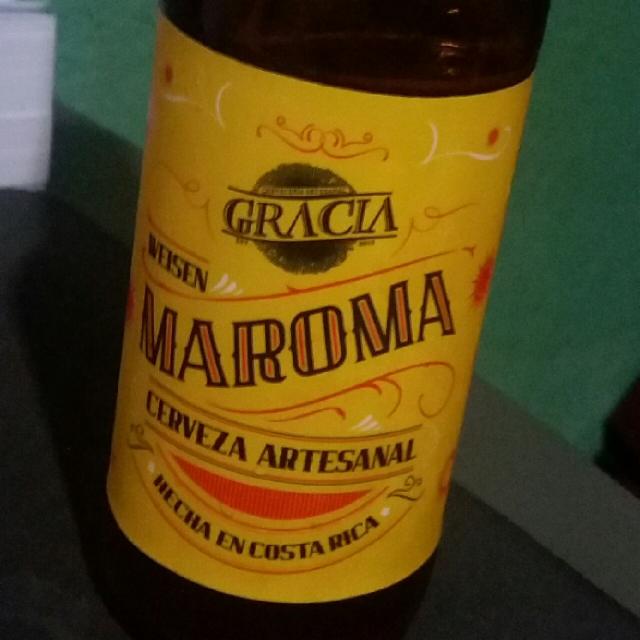 GRACIA
WEISEN
MAROMA
CERVEZA ARTESANAL
HECHA EN COSTA RICA